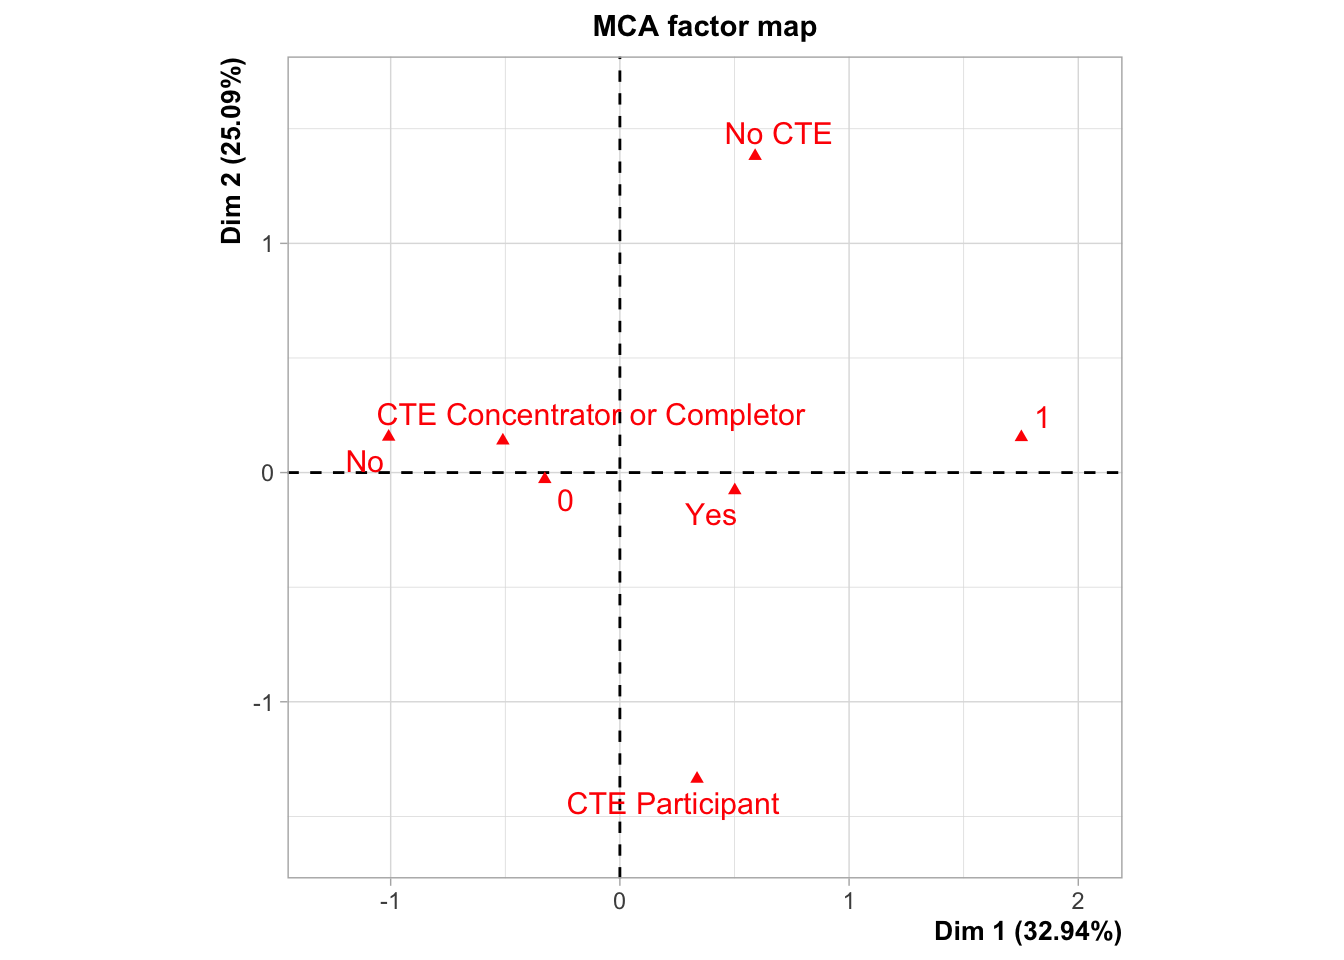 MCA factor map
Dim 2 (25.09%)
No CTE
1
CTE Concentrator or Completor
1
No
0
0
Yes
-1
CTE Participant
-1
0
1
2
Dim 1 (32.94%)